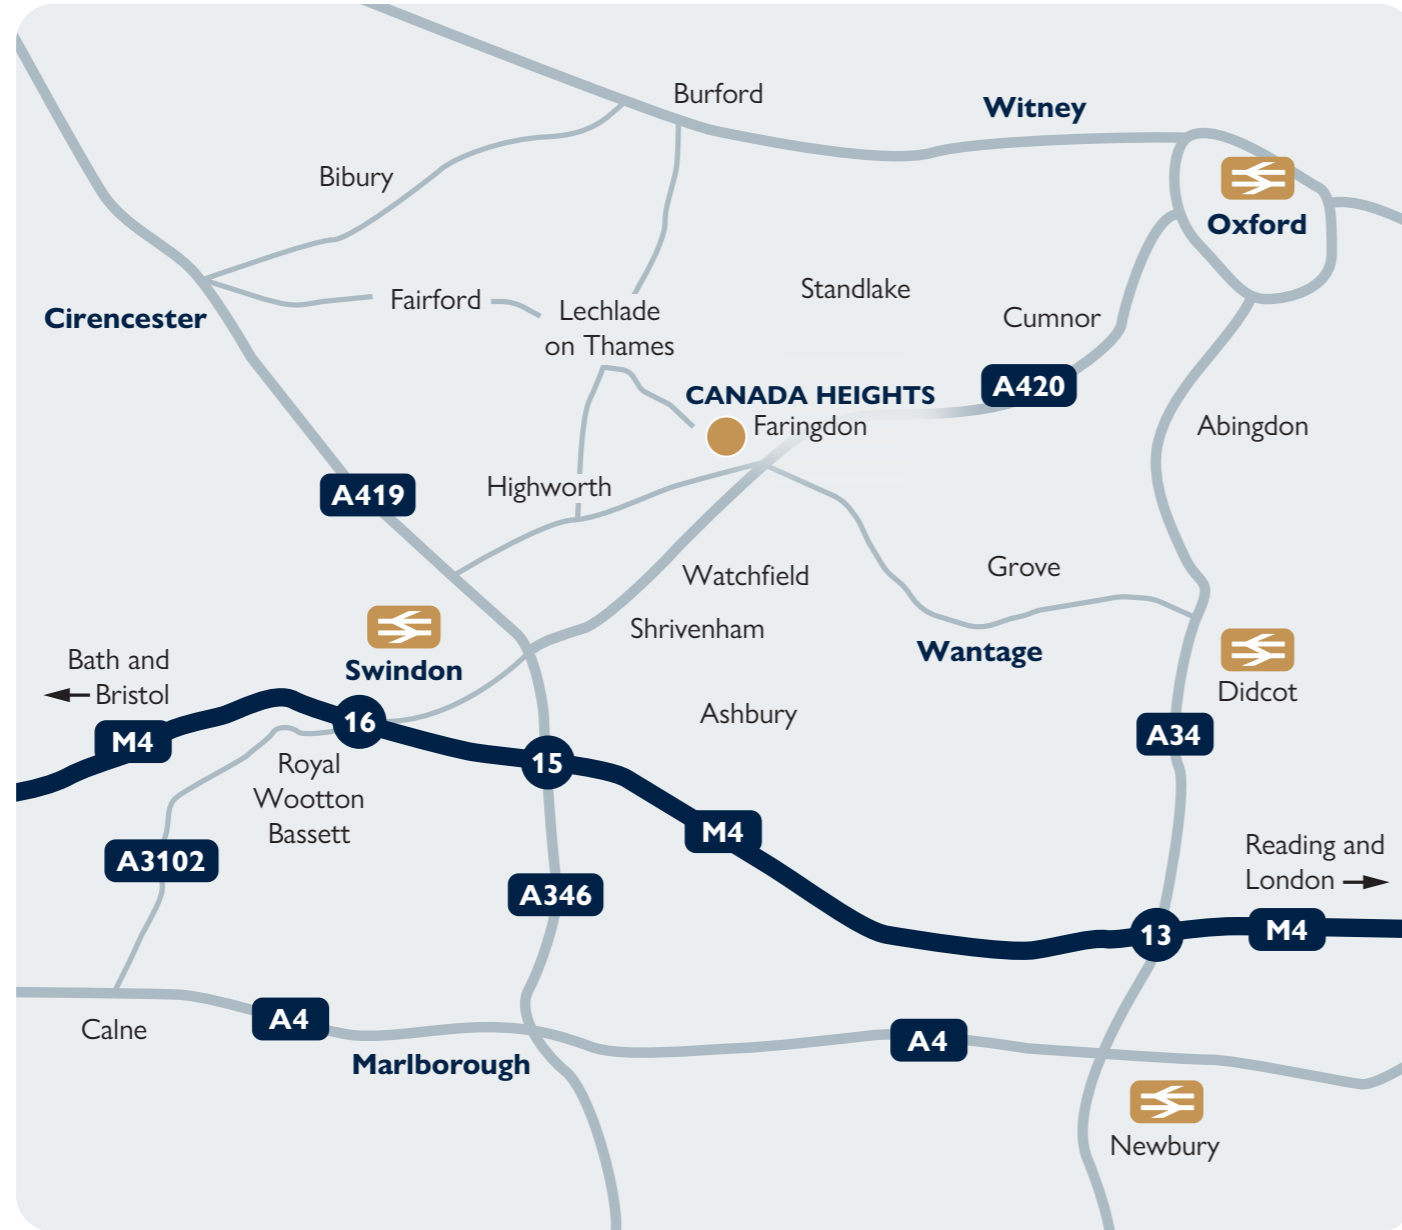 Burford
Witney
Bibury
Oxford
Standlake
Fairford
Lechlade
on Thames
Cirencester
Cumnor
A420
CANADA HEIGHTS
Faringdon
Abingdon
A419
Highworth
Watchfield
Grove
Shrivenham
Wantage
Swindon
Bath and
Bristol
Didcot
Ashbury
16
M4
A34
15
Royal
Wootton
Bassett
M4
A3102
Reading and
London
A346
13
M4
A4
Calne
A4
Marlborough
Newbury